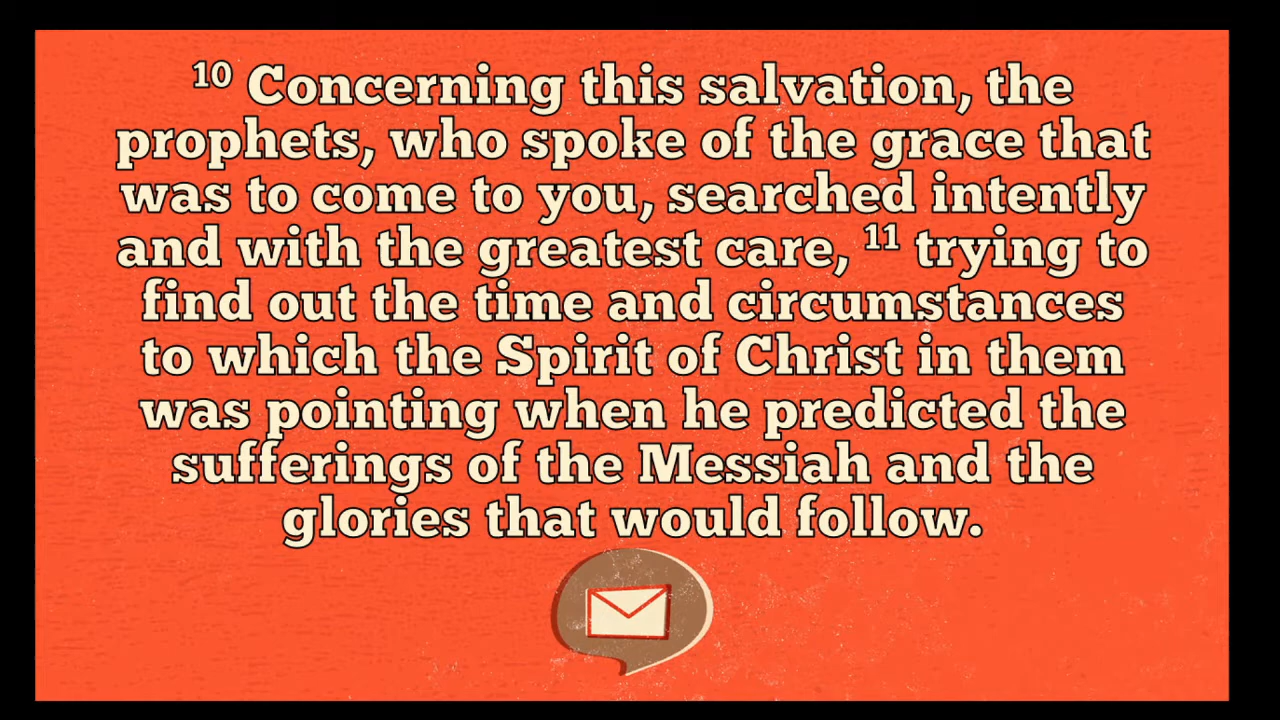 ¹⁰ Concerning this salvation, the
prophets, who spoke of the grace that
was to come to you, searched intently
and with the greatest care, ¹¹ trying to
find out the time and circumstances
to which the Spirit of Christ in them
was pointing when he predicted the
sufferings of the Messiah and the
glories that would follow.